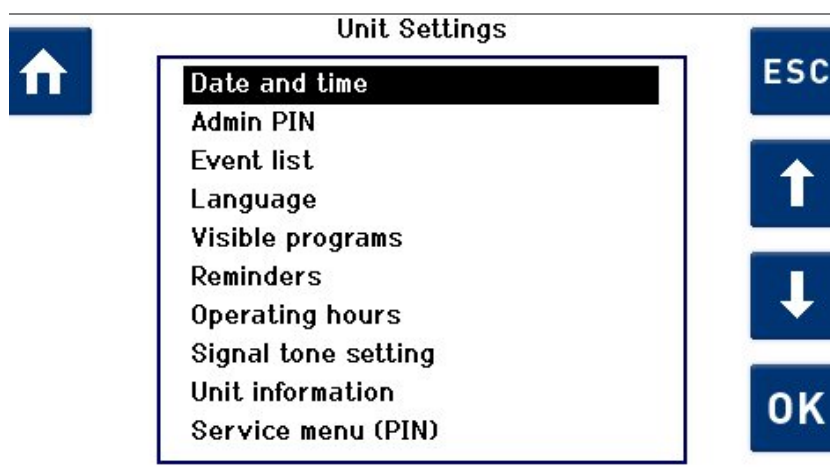 Unit Settings
ESC
Date and time
Admin PIN
Event list
Language
Visible programs
Reminders
Operating hours
Signal tone setting
Unit information
Service menu (PIN)
OK